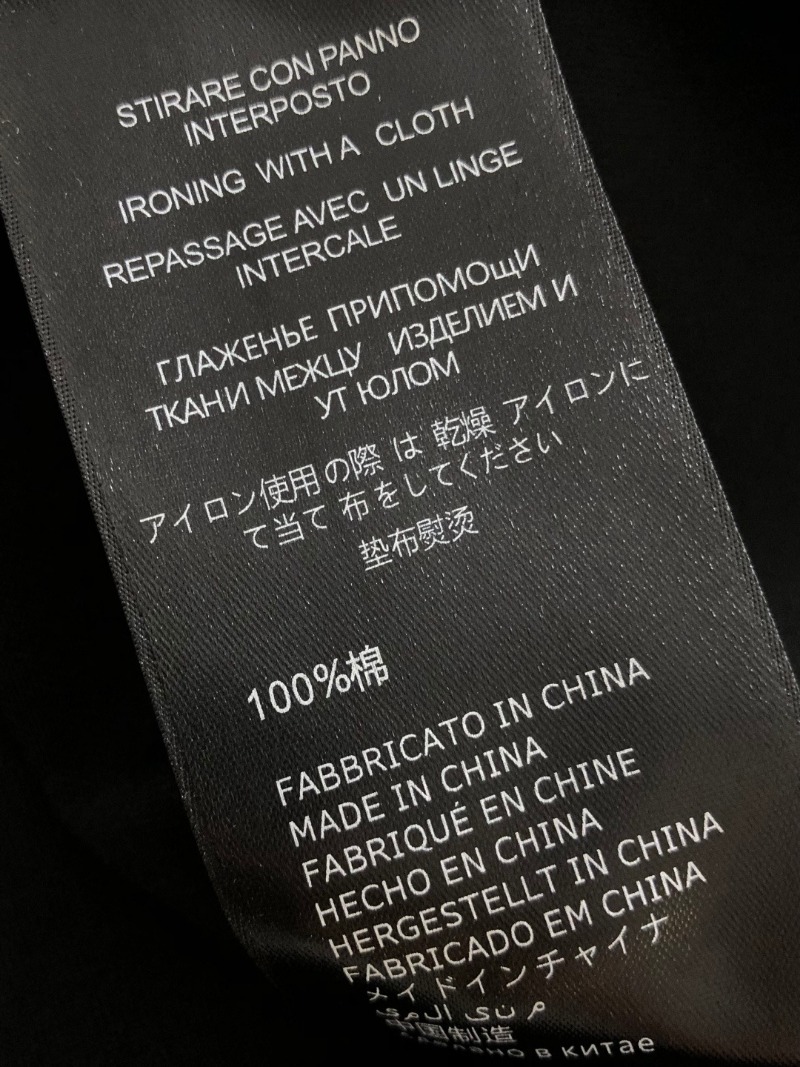 STIRARE CON PANNO
INTERPOSTO
IRONING WITH A CLOTH
REPASSAGE AVEC UN LINGE
INTERCALE
ГЛАЖЕНЬЕ ПРИПОМОщИ
ТКАНИ МЕЖЦУ ИЗДЕЛИЕМ И
УТ ЮЛОМ
アイロン使用の際 は 乾燥 アイロンに
て当て 布をしてください
垫布熨烫
100%棉
FABBRICATO IN CHINA
MADE IN CHINA
FABRIQUÉ EN CHINE
HECHO EN CHINA
HERGESTELLT IN CHINA
FABRICADO EM CHINA
メイドインチャイナ
中国制造
в китае